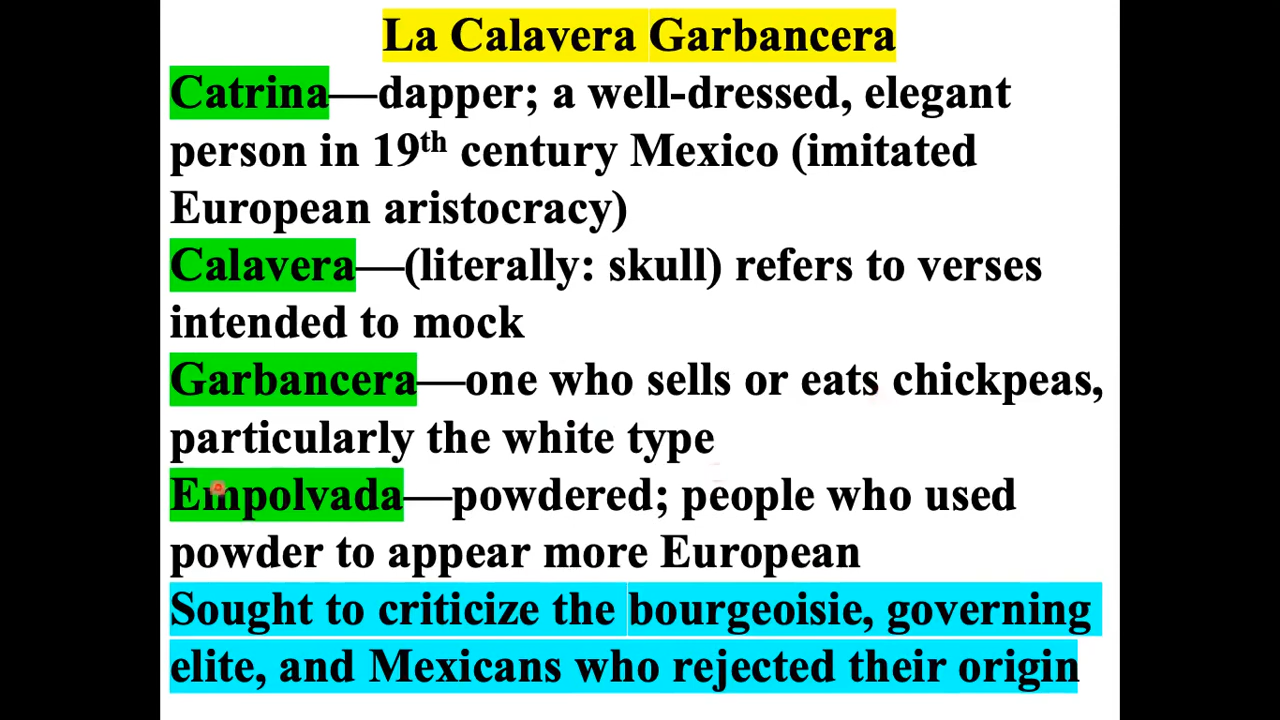 La Calavera Garbancera
Catrina—dapper; a well-dressed, elegant
person in 19th century Mexico (imitated
European aristocracy)
Calavera—(literally: skull) refers to verses
intended to mock
Garbancera—one who sells or eats chickpeas,
particularly the white type
Empolvada—powdered; people who used
powder to appear more European
Sought to criticize the bourgeoisie, governing
elite, and Mexicans who rejected their origin